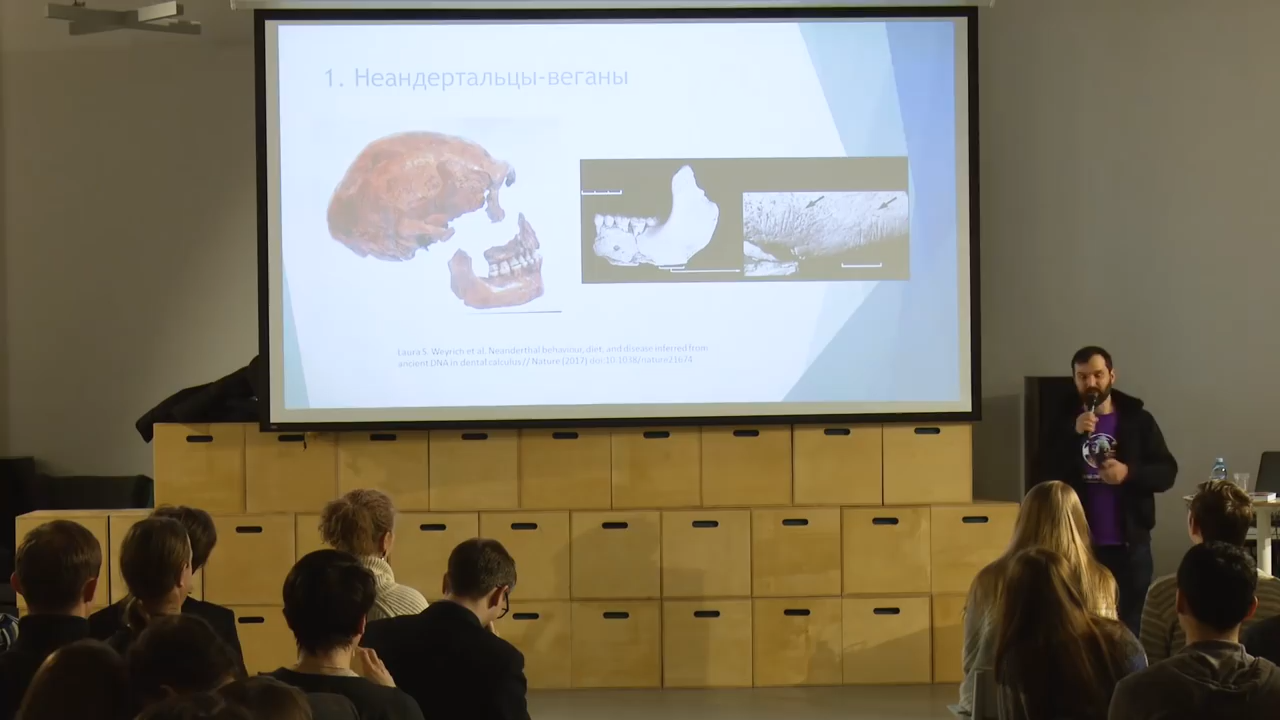 1. Неандертальцы-веганы
Laura S. Weyrich et al. Neanderthal behaviour, diet, and disease inferred from
ancient DNA in dental calculus // Nature (2017) doi:10.1038/nature21674